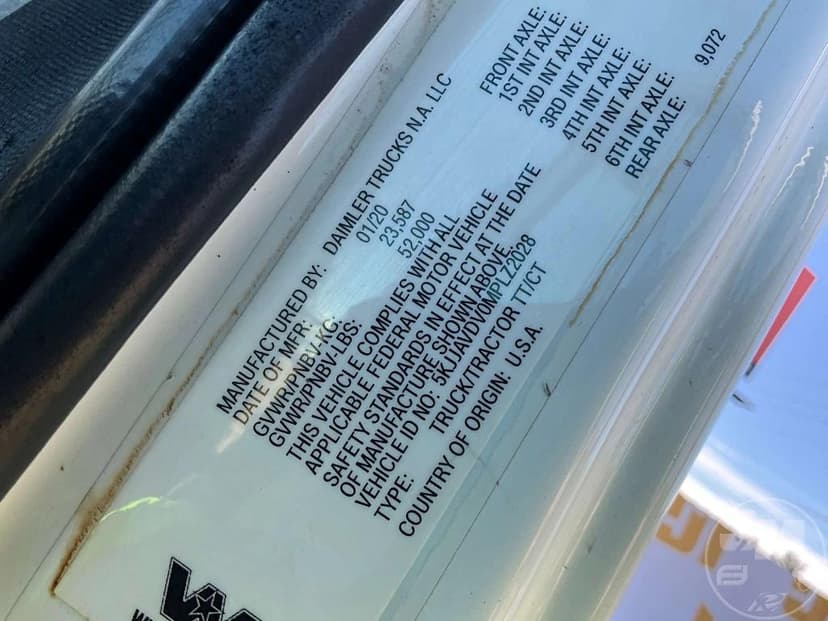 MANUFACTURED BY: DAIMLER TRUCKS N.A. LLC
DATE OF MFR: 01/20
GVWR/PNBV-KG: 23,587
GVWR/PNBV-LBS: 52,000
THIS VEHICLE COMPLIES WITH ALL
APPLICABLE FEDERAL MOTOR VEHICLE
SAFETY STANDARDS IN EFFECT AT THE DATE
OF MANUFACTURE SHOWN ABOVE.
VEHICLE ID NO: 5KJJAVDV0MPLZ2028
TYPE: TRUCK/TRACTOR TT/CT
COUNTRY OF ORIGIN: U.S.A.
FRONT AXLE:
1ST INT AXLE:
2ND INT AXLE:
3RD INT AXLE:
4TH INT AXLE:
5TH INT AXLE:
6TH INT AXLE:
REAR AXLE: 9,072